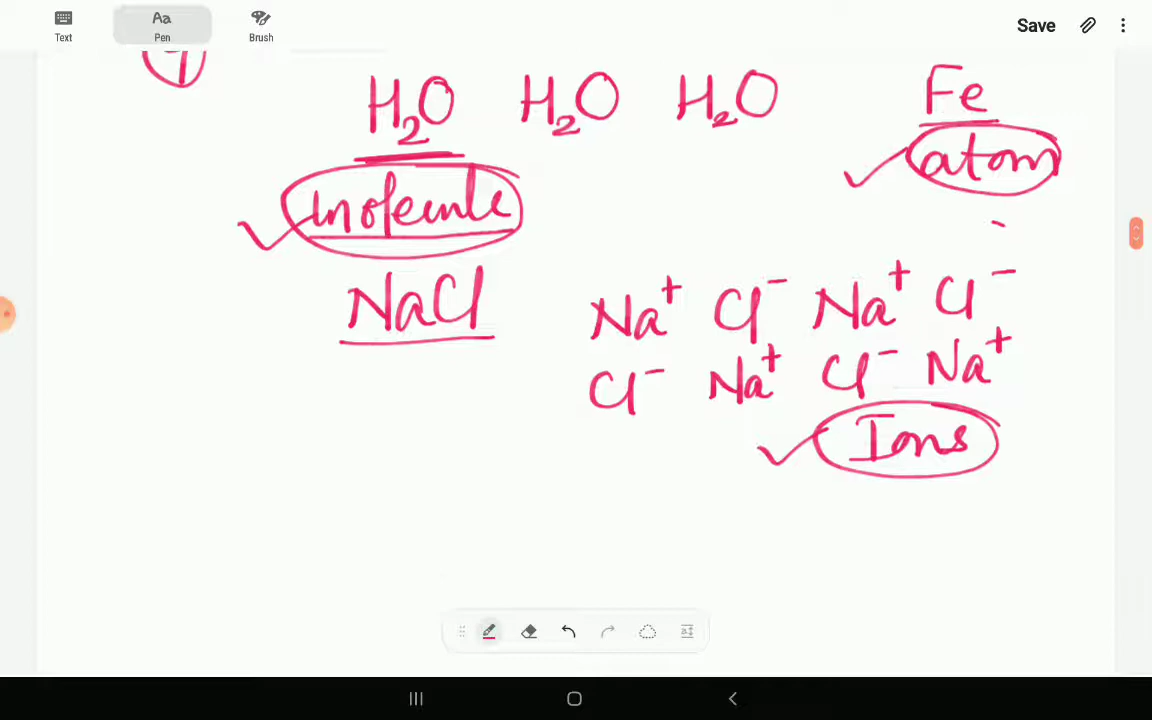 Text
Aa
Pen
Brush
Save
H₂O H₂O H₂O Fe
molecule atom
NaCl Na⁺ Cl⁻ Na⁺ Cl⁻
Cl⁻ Na⁺ Cl⁻ Na⁺
Ions